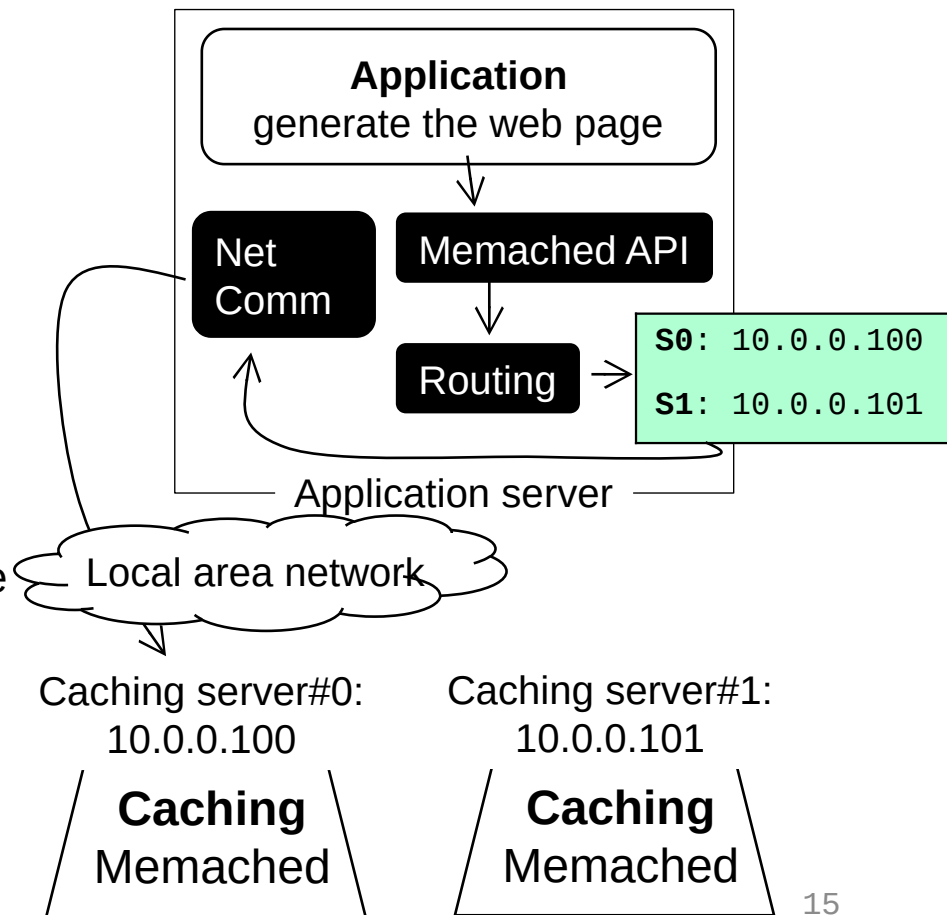 Application
generate the web page
Net
Comm
Memached API
Routing
S0: 10.0.0.100
S1: 10.0.0.101
Application server
e
Local area network
Caching server#0:
10.0.0.100
Caching server#1:
10.0.0.101
Caching
Memached
Caching
Memached
15